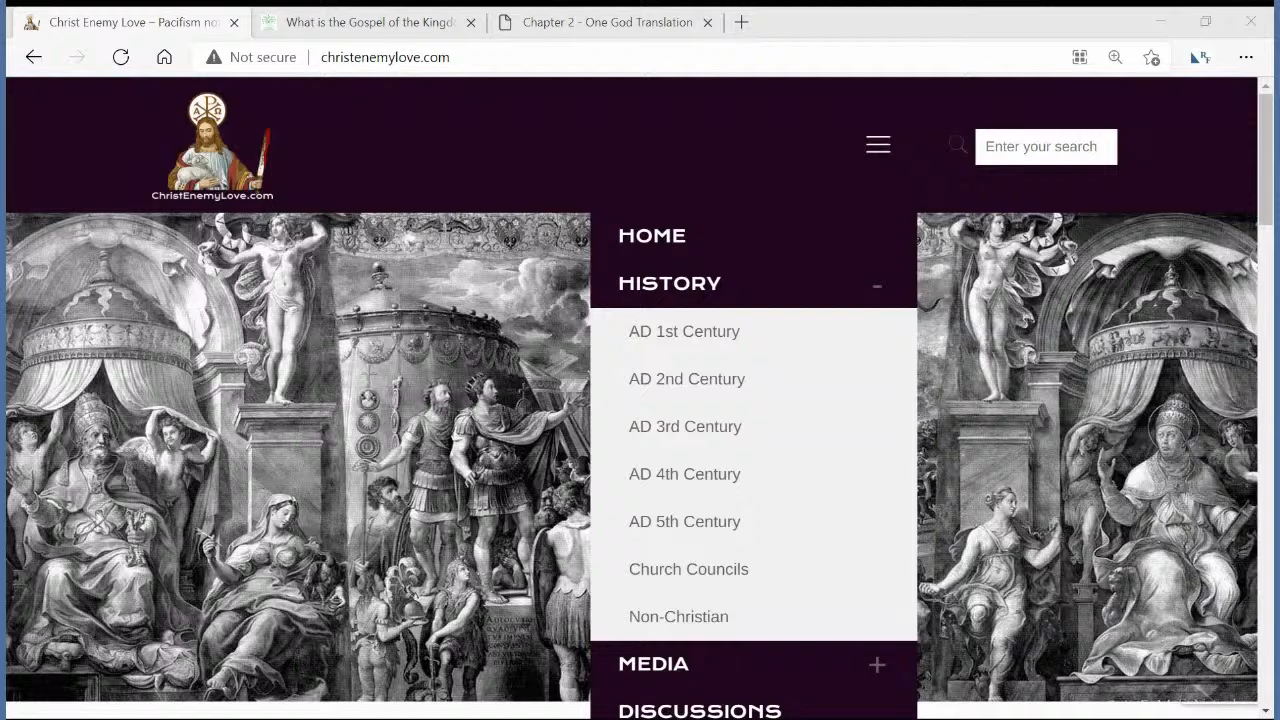 Christ Enemy Love – Pacifism no
What is the Gospel of the Kingd
Chapter 2 - One God Translation
Not secure
christenemylove.com
ChristEnemyLove.com
Enter your search
HOME
HISTORY
AD 1st Century
AD 2nd Century
AD 3rd Century
AD 4th Century
AD 5th Century
Church Councils
Non-Christian
MEDIA
DISCUSSIONS